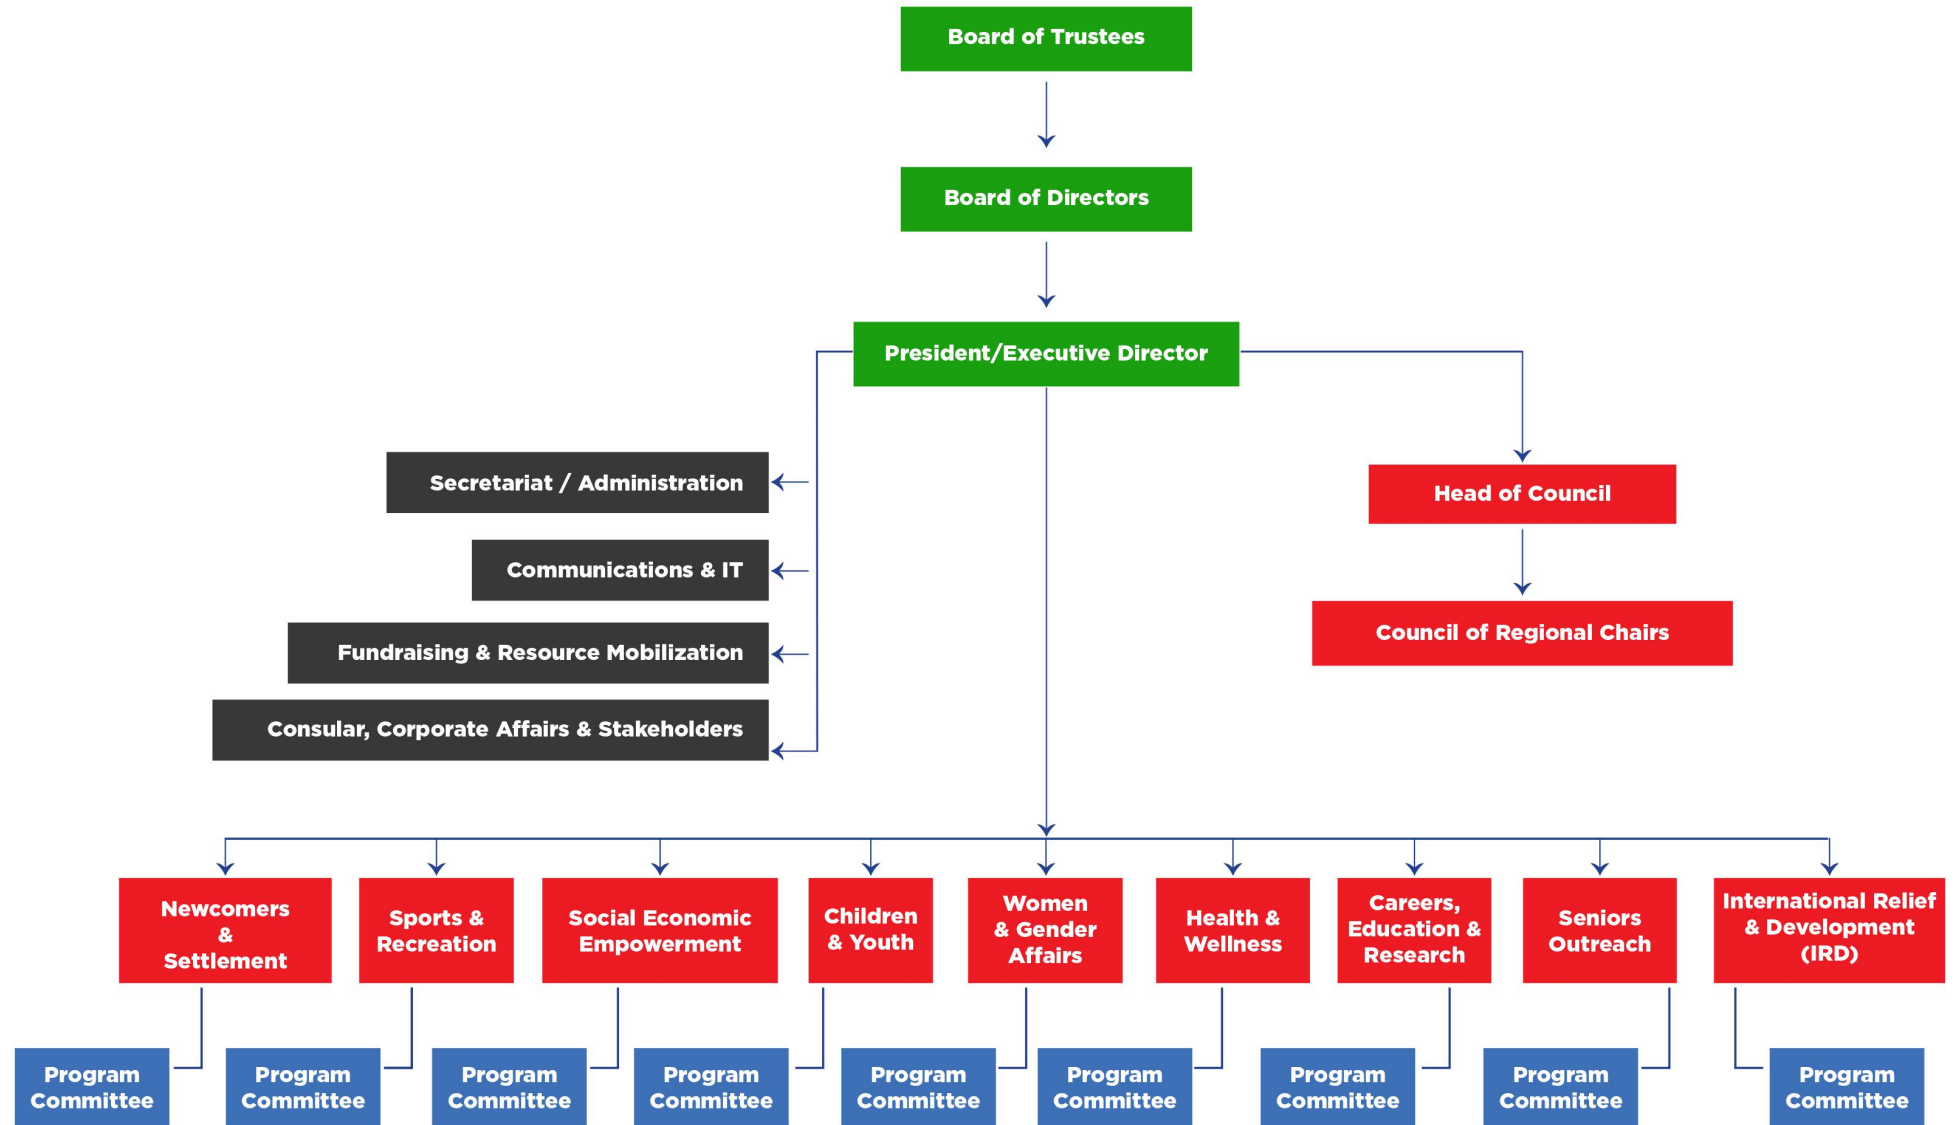 Board of Trustees
Board of Directors
President/Executive Director
Secretariat / Administration
Communications & IT
Fundraising & Resource Mobilization
Consular, Corporate Affairs & Stakeholders
Head of Council
Council of Regional Chairs
Newcomers
&
Settlement
Sports &
Recreation
Social Economic
Empowerment
Children
& Youth
Women
& Gender
Affairs
Health &
Wellness
Careers,
Education &
Research
Seniors
Outreach
International Relief
& Development
(IRD)
Program
Committee
Program
Committee
Program
Committee
Program
Committee
Program
Committee
Program
Committee
Program
Committee
Program
Committee
Program
Committee